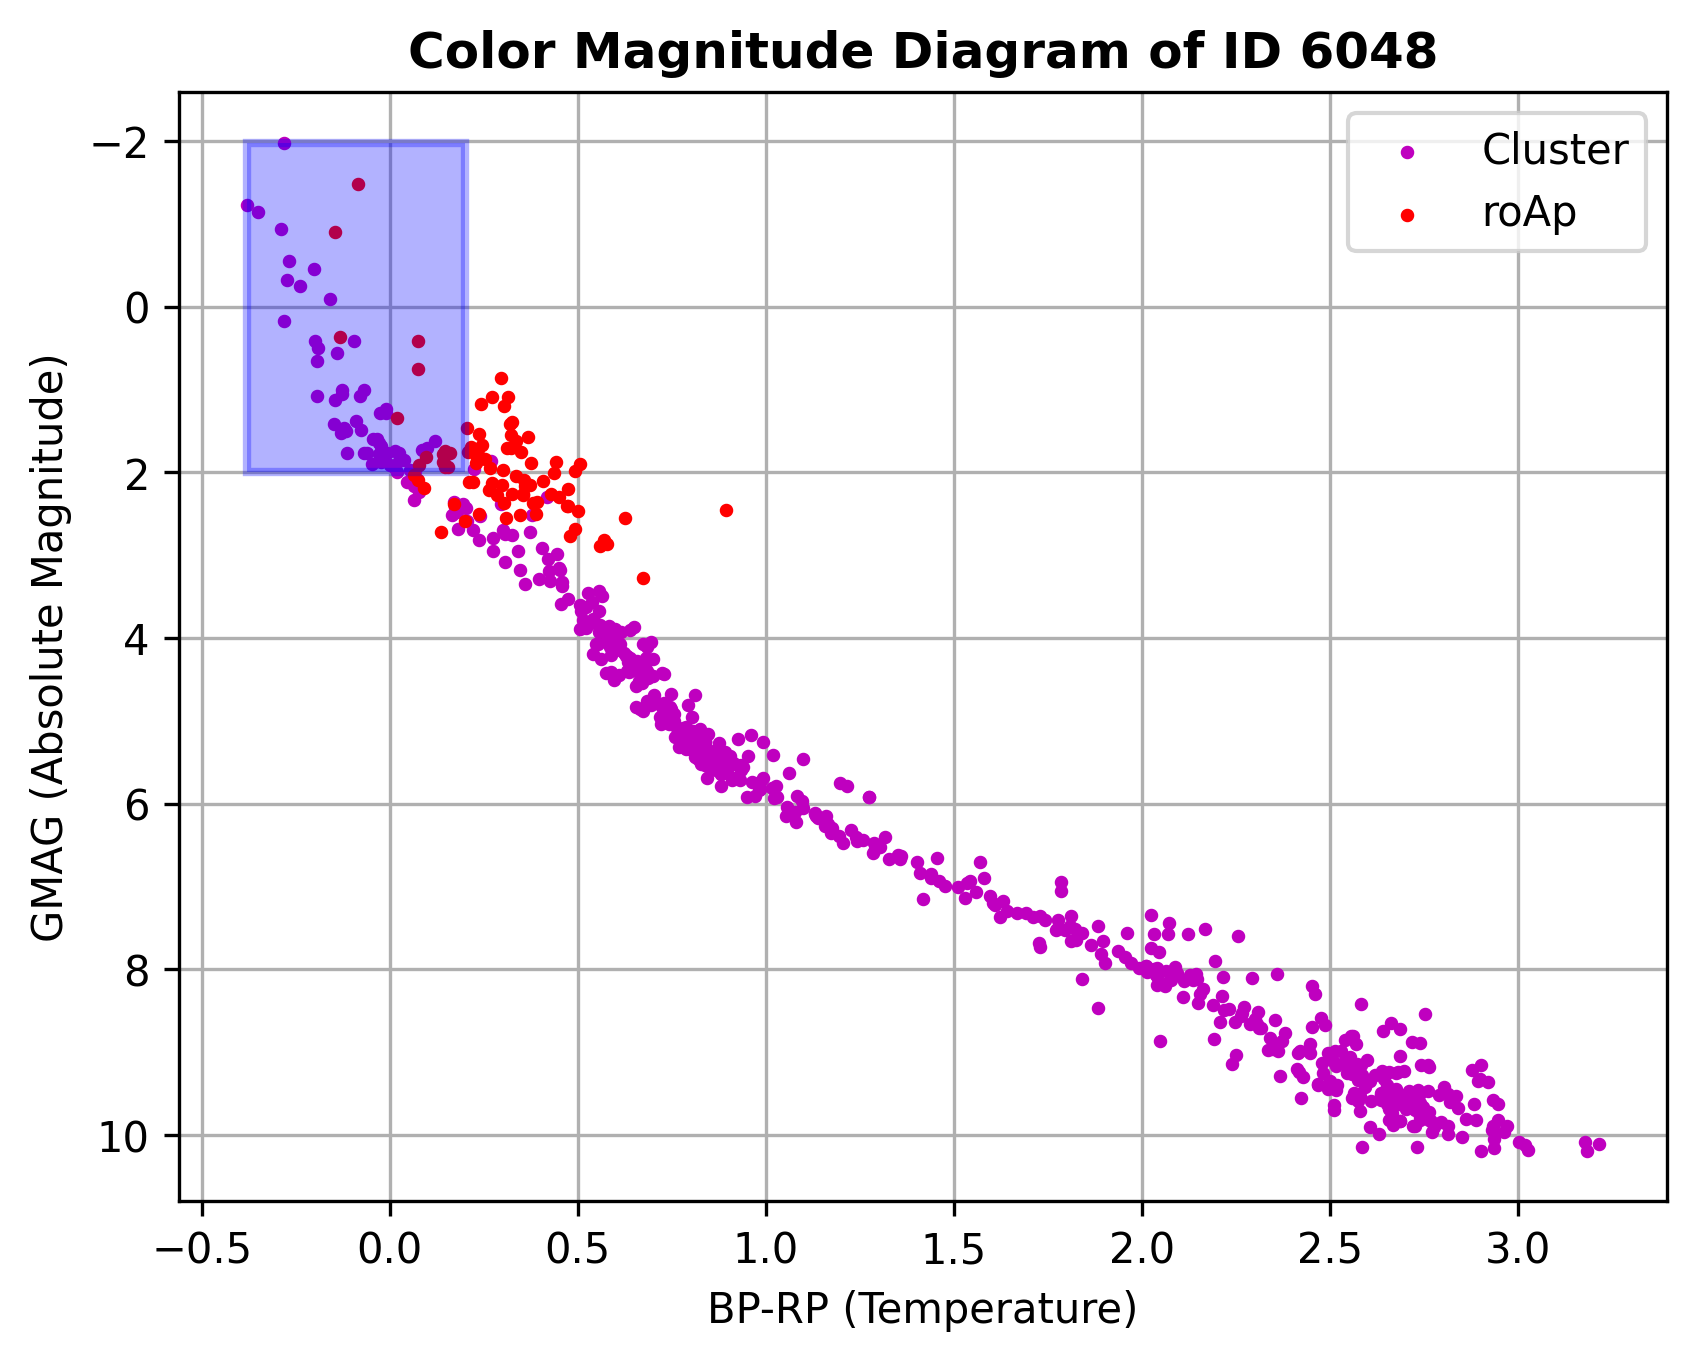 Color Magnitude Diagram of ID 6048
Cluster
roAp
GMAG (Absolute Magnitude)
−2
0
2
4
6
8
10
−0.5 0.0 0.5 1.0 1.5 2.0 2.5 3.0
BP-RP (Temperature)